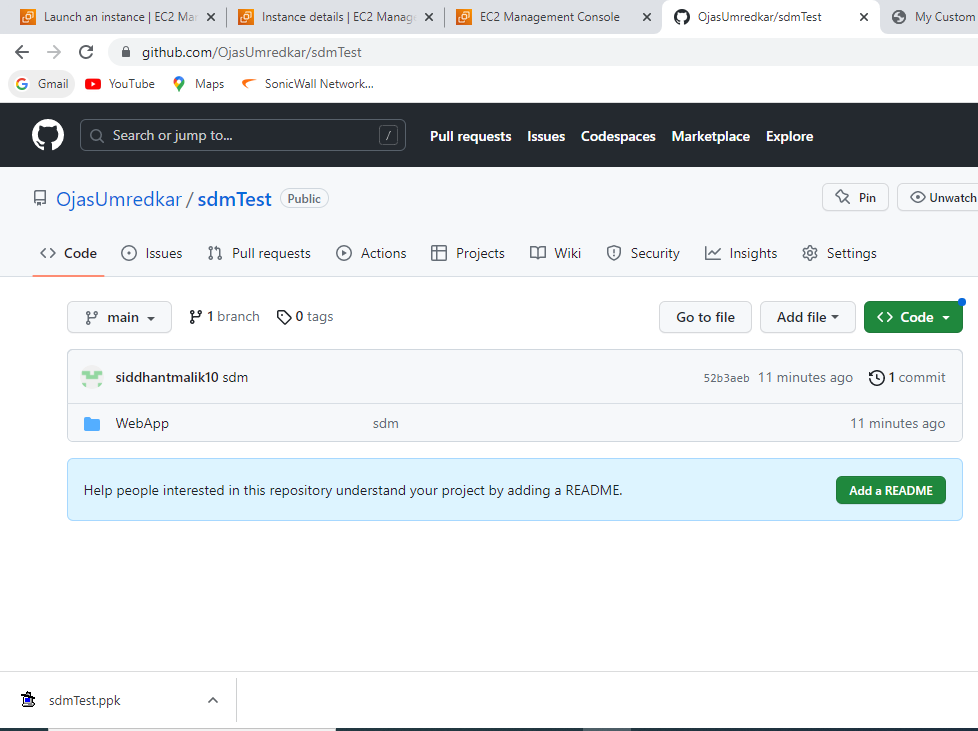 Launch an instance | EC2 Ma
Instance details | EC2 Manag
EC2 Management Console
OjasUmredkar/sdmTest
My Custom
github.com/OjasUmredkar/sdmTest
Gmail
YouTube
Maps
SonicWall Network...
Search or jump to...
/
Pull requests
Issues
Codespaces
Marketplace
Explore
OjasUmredkar / sdmTest
Public
Pin
Unwatch
Code
Issues
Pull requests
Actions
Projects
Wiki
Security
Insights
Settings
main
1 branch
0 tags
Go to file
Add file
Code
siddhantmalik10 sdm
52b3aeb 11 minutes ago
1 commit
WebApp
sdm
11 minutes ago
Help people interested in this repository understand your project by adding a README.
Add a README
sdmTest.ppk